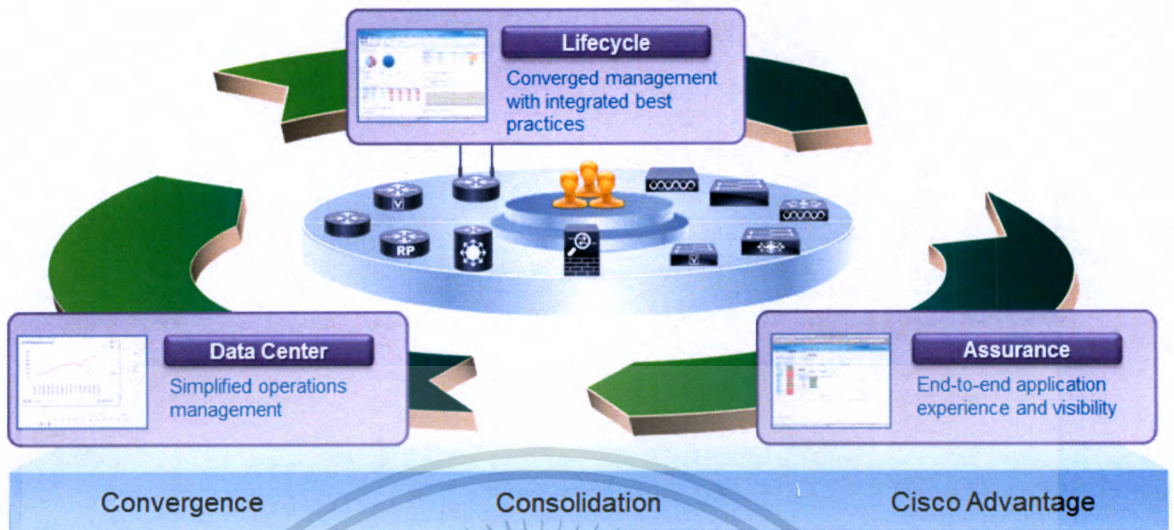 Lifecycle
Converged management
with integrated best
practices
V
RP
V
Data Center
Simplified operations
management
Assurance
End-to-end application
experience and visibility
Convergence
Consolidation
Cisco Advantage